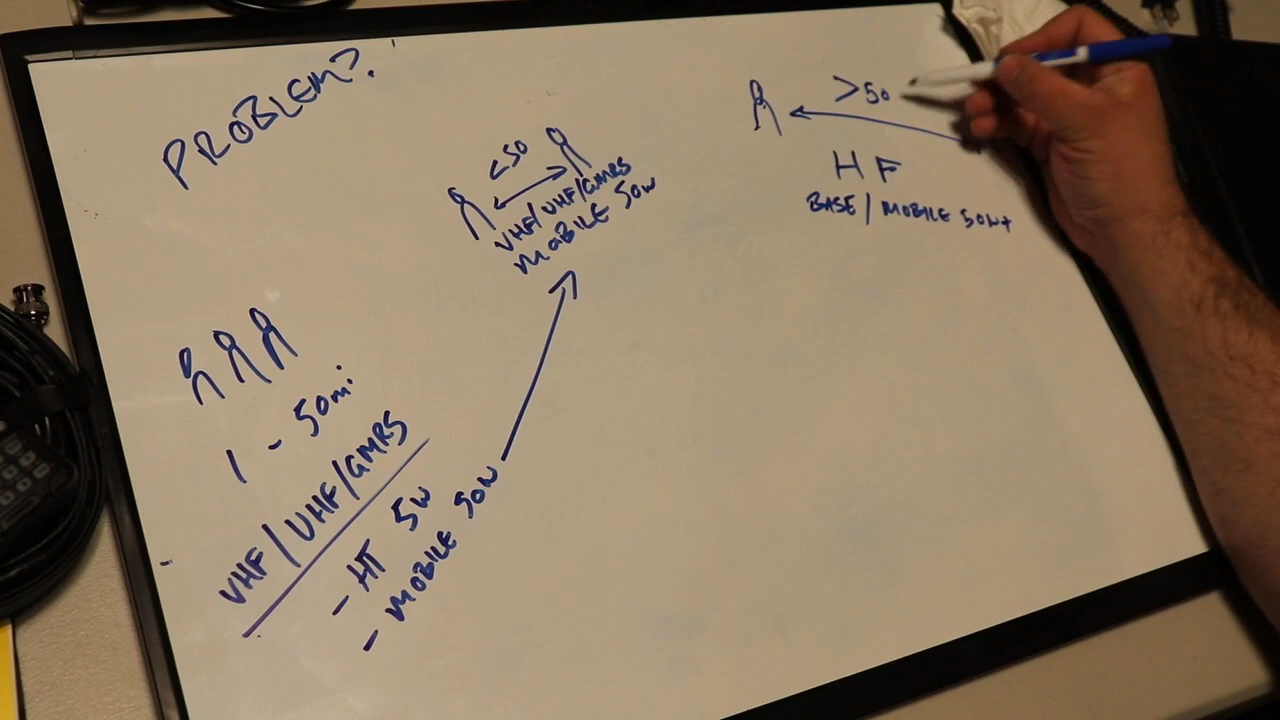 PROBLEM?
<50
VHF/UHF/GMRS
MOBILE 50W
>50
HF
BASE/MOBILE 50W+
1-50mi.
VHF/UHF/GMRS
- HT 5W
- MOBILE 50W